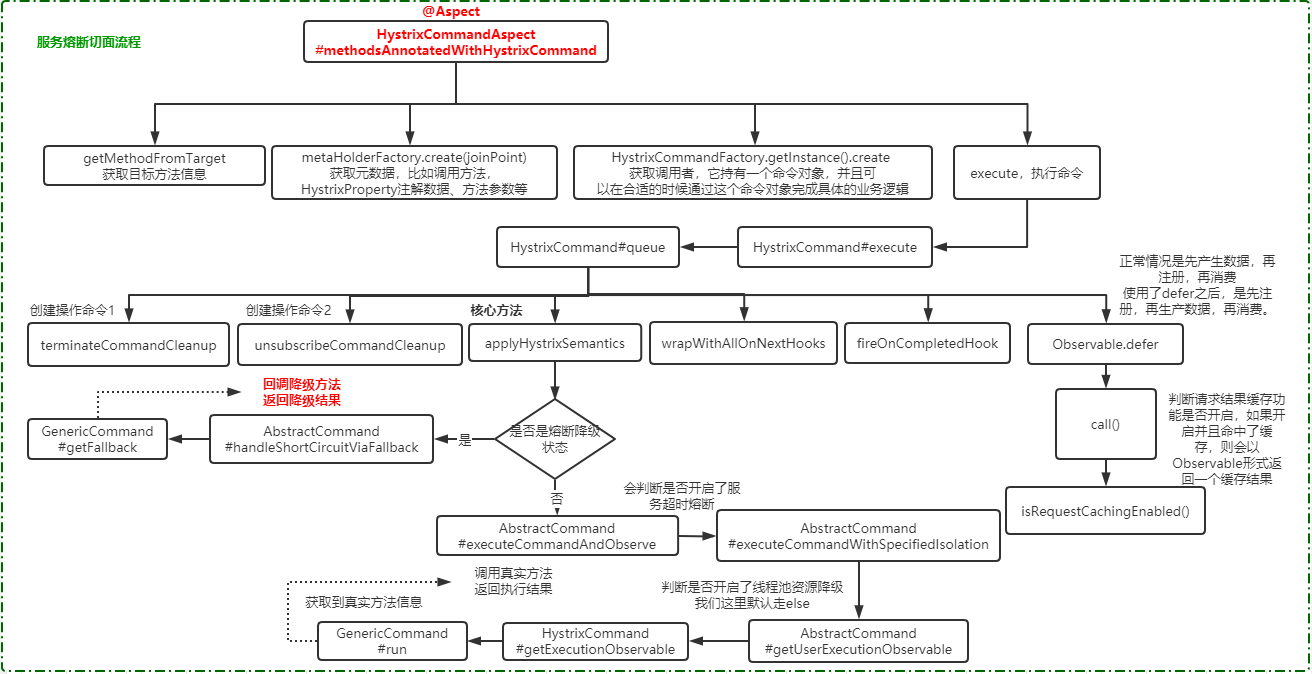 @Aspect
服务熔断切面流程
HystrixCommandAspect
#methodsAnnotatedWithHystrixCommand
getMethodFromTarget
获取目标方法信息
metaHolderFactory.create(joinPoint)
获取元数据，比如调用方法，
HystrixProperty注解数据、方法参数等
HystrixCommandFactory.getInstance().create
获取调用者，它持有一个命令对象，并且可
以在合适的时候通过这个命令对象完成具体的业务逻辑
execute，执行命令
HystrixCommand#queue
HystrixCommand#execute
正常情况是先产生数据，再
注册，再消费
使用了defer之后，是先注
册，再生产数据，再消费。
创建操作命令1
创建操作命令2
核心方法
terminateCommandCleanup
unsubscribeCommandCleanup
applyHystrixSemantics
wrapWithAllOnNextHooks
fireOnCompletedHook
Observable.defer
回调降级方法
返回降级结果
GenericCommand
#getFallback
AbstractCommand
#handleShortCircuitViaFallback
是
是否是熔断降级
状态
call()
判断请求结果缓存功
能是否开启，如果开
启并且命中了缓
存，则会以
Observable形式返
回一个缓存结果
否
会判断是否开启了服
务超时熔断
isRequestCachingEnabled()
AbstractCommand
#executeCommandAndObserve
AbstractCommand
#executeCommandWithSpecifiedIsolation
调用真实方法
返回执行结果
获取到真实方法信息
判断是否开启了线程池资源降级
我们这里默认走else
GenericCommand
#run
HystrixCommand
#getExecutionObservable
AbstractCommand
#getUserExecutionObservable